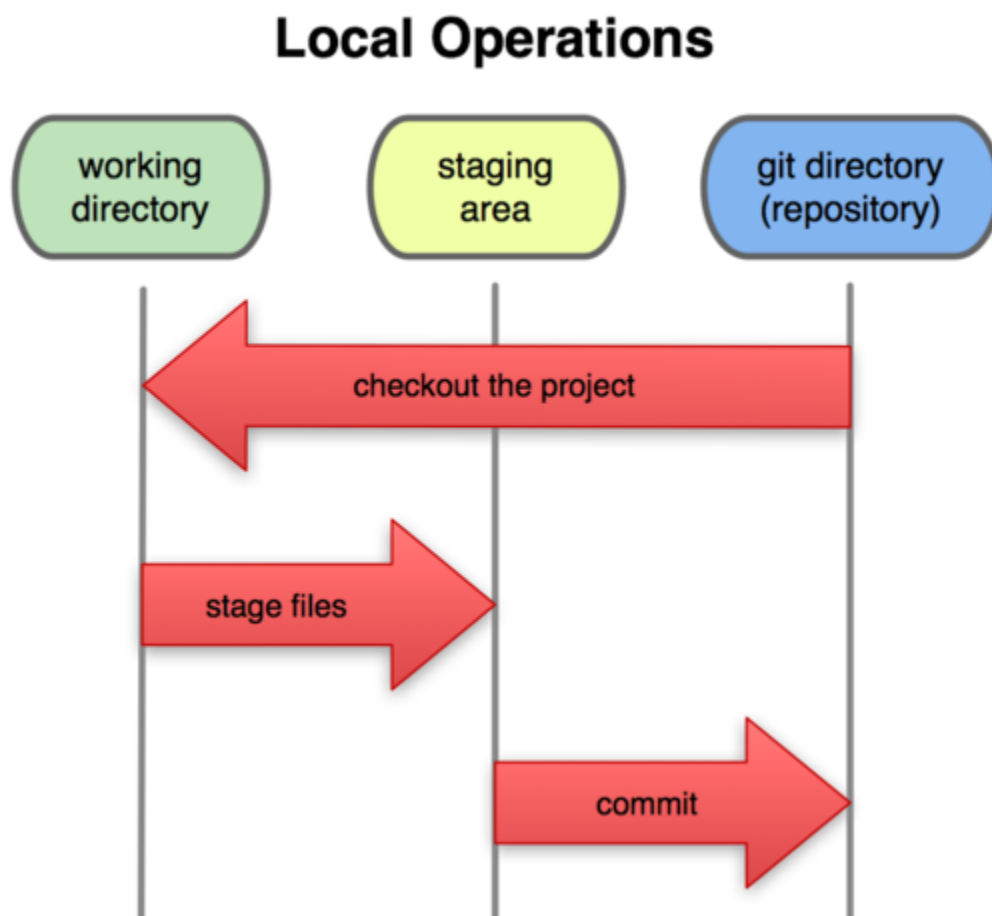 Local Operations
working
directory
staging
area
git directory
(repository)
checkout the project
stage files
commit